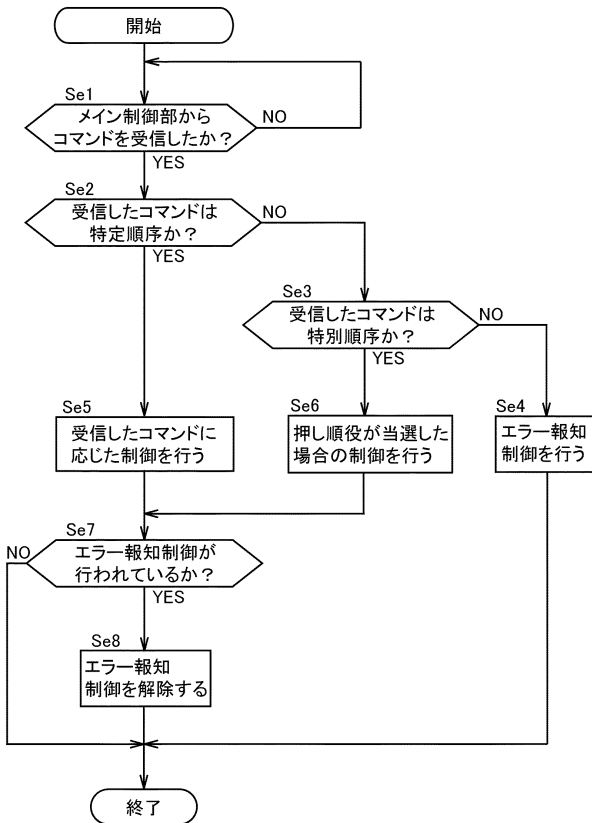 開始
Se1
メイン制御部から
コマンドを受信したか？
NO
YES
Se2
受信したコマンドは
特定順序か？
NO
YES
Se3
受信したコマンドは
特別順序か？
NO
YES
Se5
受信したコマンドに
応じた制御を行う
Se6
押し順役が当選した
場合の制御を行う
Se4
エラー報知
制御を行う
Se7
NO
エラー報知制御が
行われているか？
YES
Se8
エラー報知
制御を解除する
終了